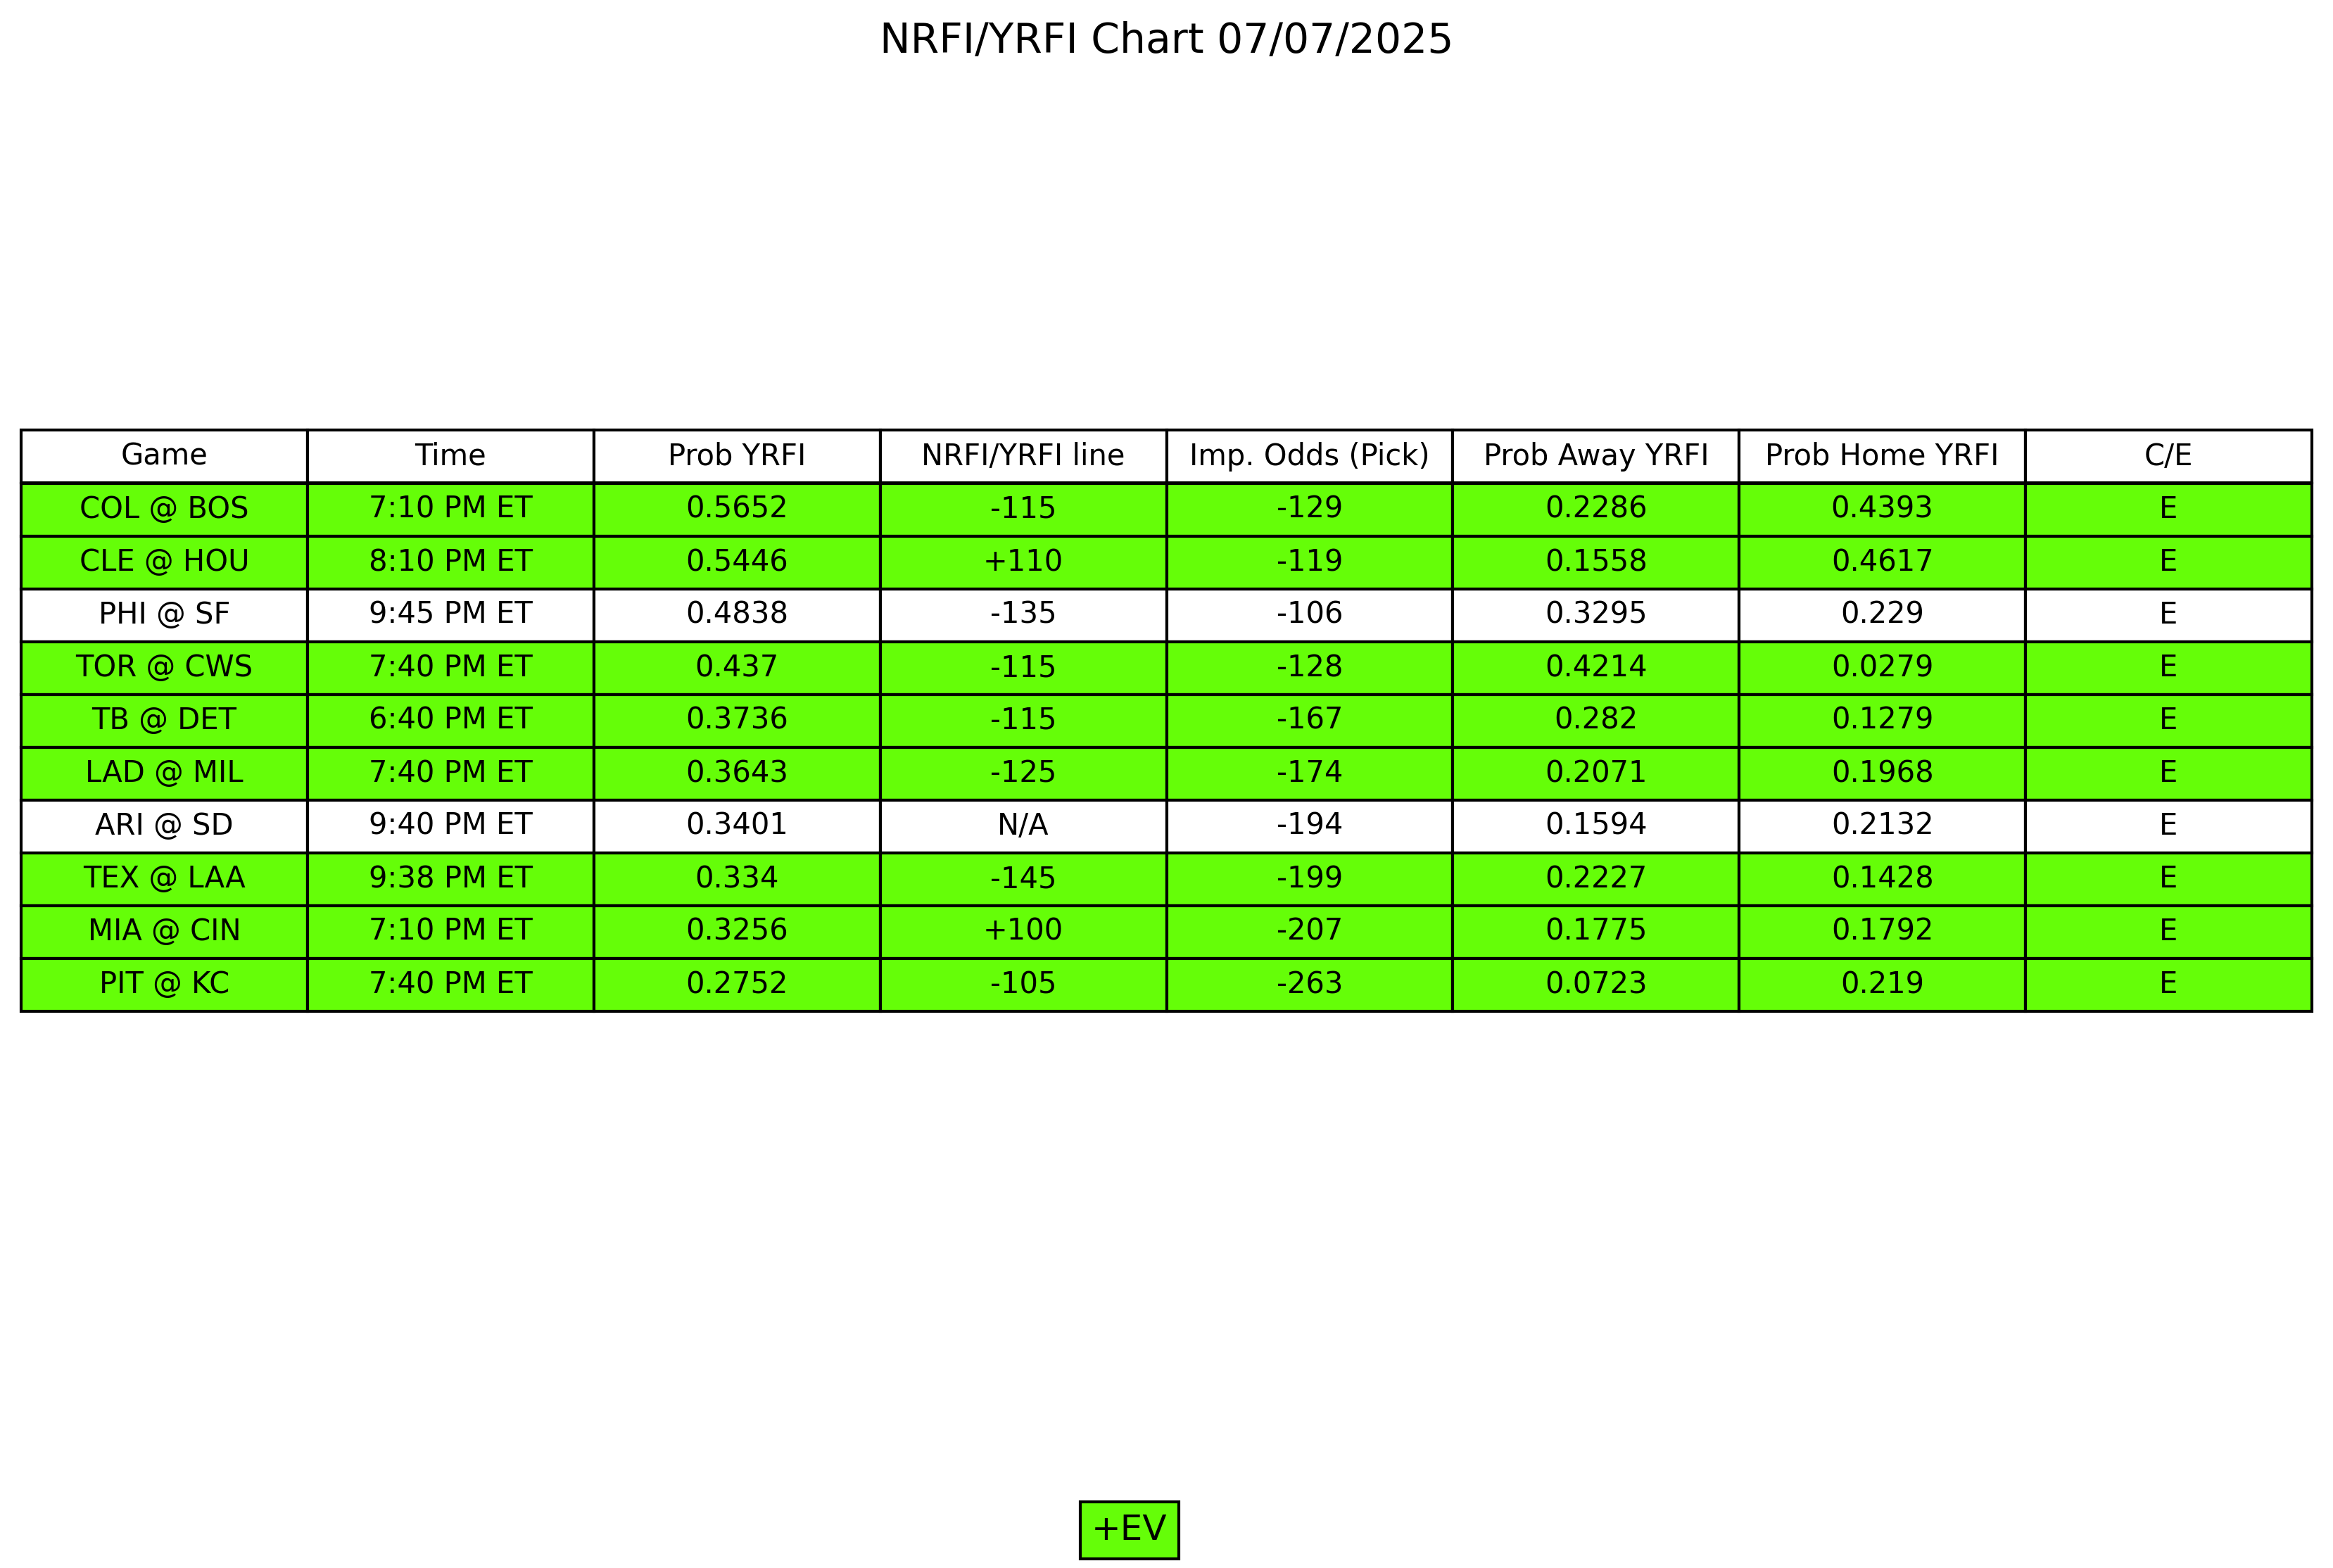 NRFI/YRFI Chart 07/07/2025
Game Time Prob YRFI NRFI/YRFI line Imp. Odds (Pick) Prob Away YRFI Prob Home YRFI C/E
COL @ BOS 7:10 PM ET 0.5652 -115 -129 0.2286 0.4393 E
CLE @ HOU 8:10 PM ET 0.5446 +110 -119 0.1558 0.4617 E
PHI @ SF 9:45 PM ET 0.4838 -135 -106 0.3295 0.229 E
TOR @ CWS 7:40 PM ET 0.437 -115 -128 0.4214 0.0279 E
TB @ DET 6:40 PM ET 0.3736 -115 -167 0.282 0.1279 E
LAD @ MIL 7:40 PM ET 0.3643 -125 -174 0.2071 0.1968 E
ARI @ SD 9:40 PM ET 0.3401 N/A -194 0.1594 0.2132 E
TEX @ LAA 9:38 PM ET 0.334 -145 -199 0.2227 0.1428 E
MIA @ CIN 7:10 PM ET 0.3256 +100 -207 0.1775 0.1792 E
PIT @ KC 7:40 PM ET 0.2752 -105 -263 0.0723 0.219 E
+EV